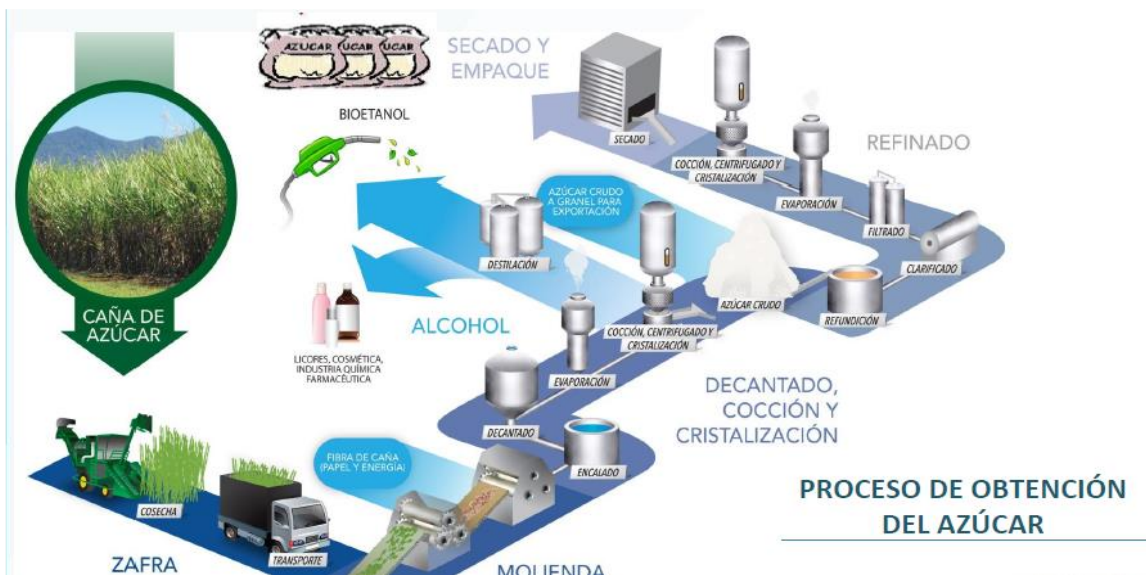 AZUCAR
UCAR
UCAR
SECADO Y
EMPAQUE
BIOETANOL
SECADO
COCCIÓN, CENTRIFUGADO Y
CRISTALIZACIÓN
REFINADO
EVAPORACIÓN
FILTRADO
CLARIFICADO
AZÚCAR CRUDO
A GRANEL PARA
EXPORTACIÓN
DESTILACIÓN
AZÚCAR CRUDO
REFUNDICIÓN
CAÑA DE
AZÚCAR
ALCOHOL
COCCIÓN, CENTRIFUGADO Y
CRISTALIZACIÓN
LICORES, COSMÉTICA,
INDUSTRIA QUÍMICA
FARMACÉUTICA
EVAPORACIÓN
DECANTADO,
COCCIÓN Y
CRISTALIZACIÓN
DECANTADO
ENCALADO
FIBRA DE CAÑA
(PAPEL Y ENERGÍA)
COSECHA
TRANSPORTE
ZAFRA
MOLIENDA
PROCESO DE OBTENCIÓN
DEL AZÚCAR